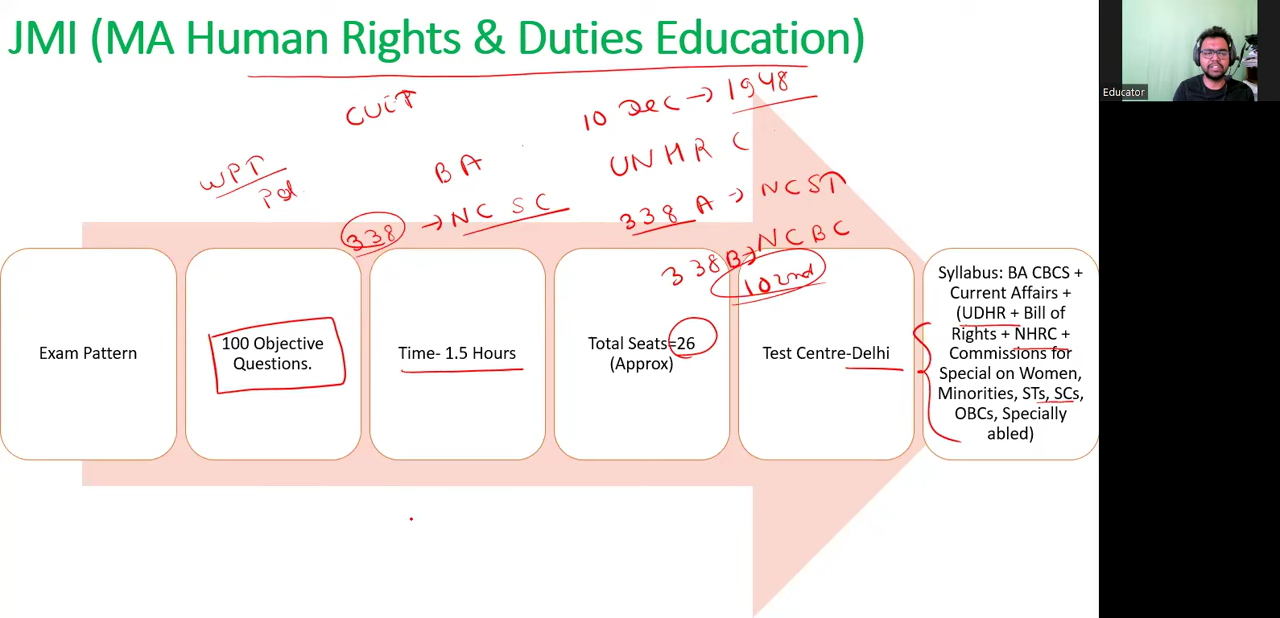 JMI (MA Human Rights & Duties Education)
CUET
10 Dec → 1948
WPT
Pol
BA
UNHRC
338 → NCSC
338A → NCST
338B → NCBC
102nd
Exam Pattern
100 Objective
Questions.
Time- 1.5 Hours
Total Seats=26
(Approx)
Test Centre-Delhi
Syllabus: BA CBCS +
Current Affairs +
(UDHR + Bill of
Rights + NHRC +
Commissions for
Special on Women,
Minorities, STs, SCs,
OBCs, Specially
abled)
Educator